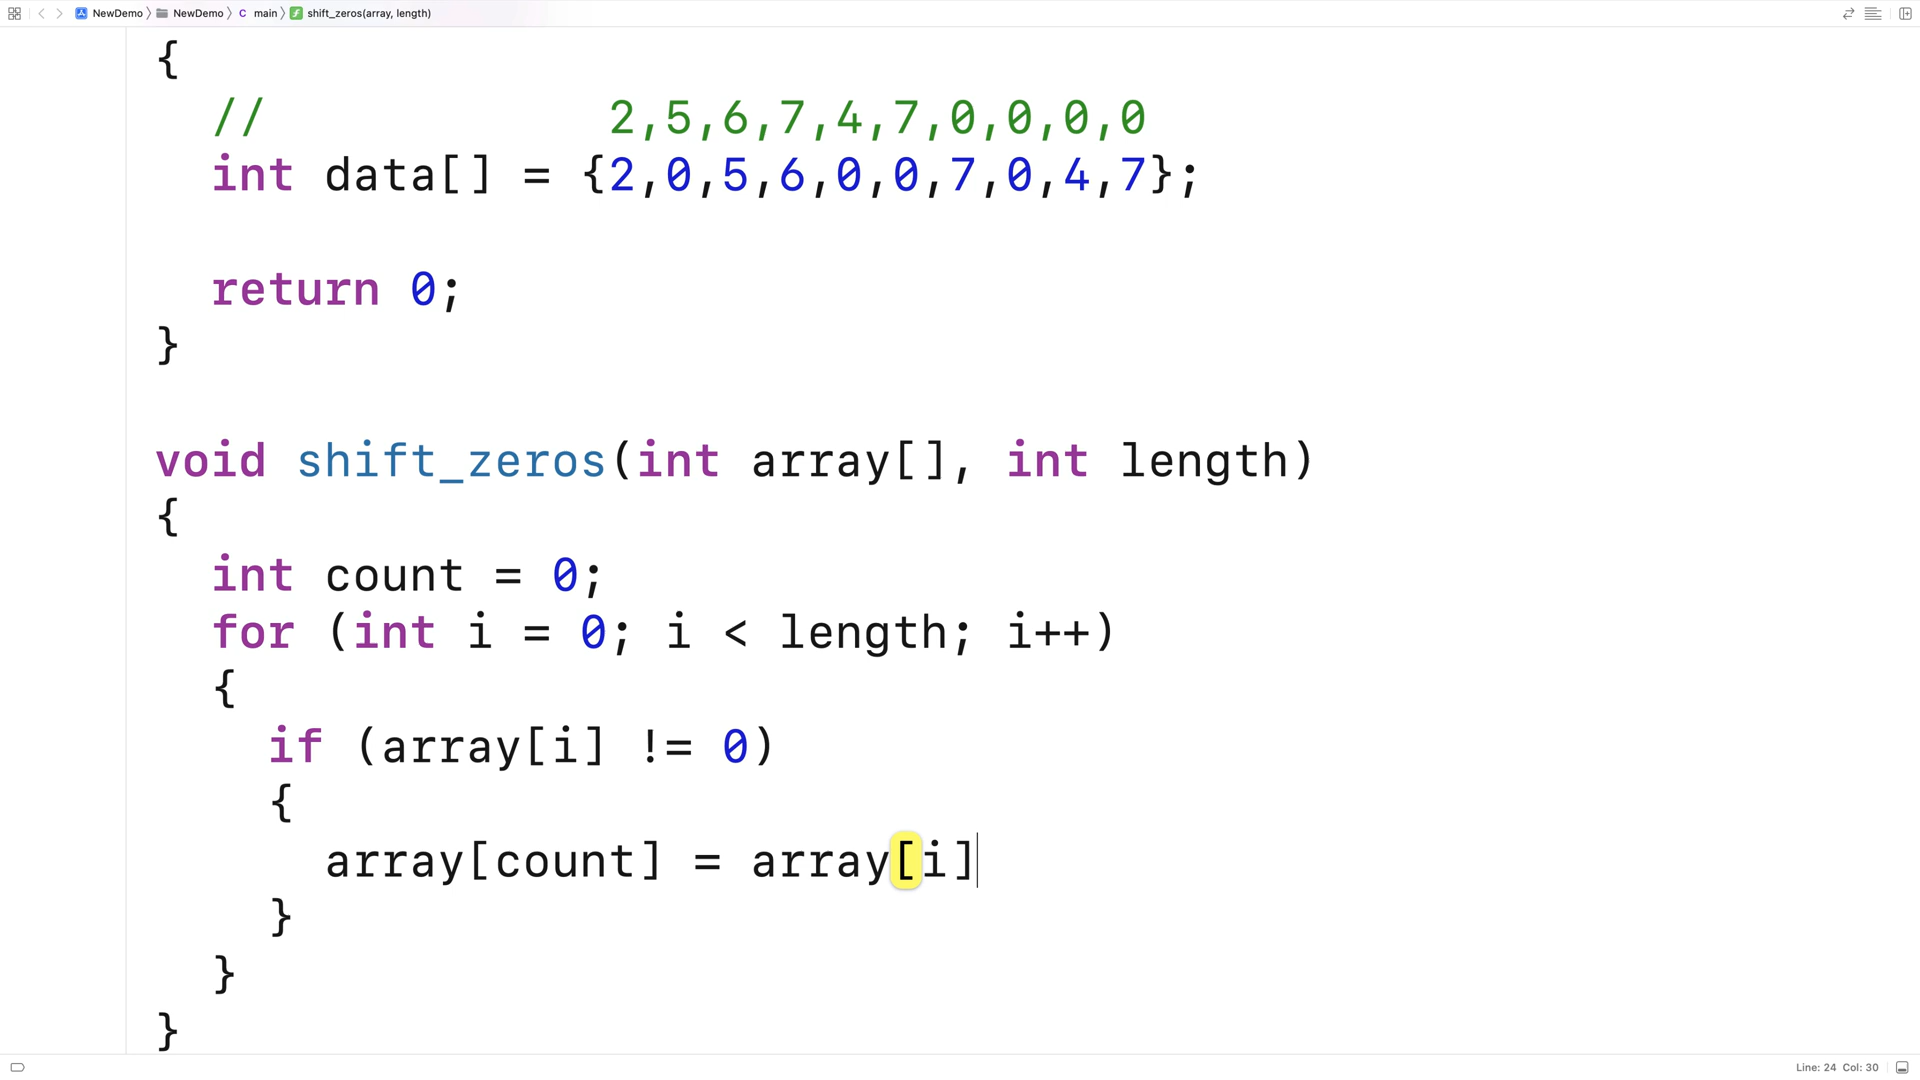 NewDemo NewDemo C main f shift_zeros(array, length)
{
// 2,5,6,7,4,7,0,0,0,0
int data[] = {2,0,5,6,0,0,7,0,4,7};
return 0;
}
void shift_zeros(int array[], int length)
{
int count = 0;
for (int i = 0; i < length; i++)
{
if (array[i] != 0)
{
array[count] = array[i]
}
}
}
Line: 24 Col: 30